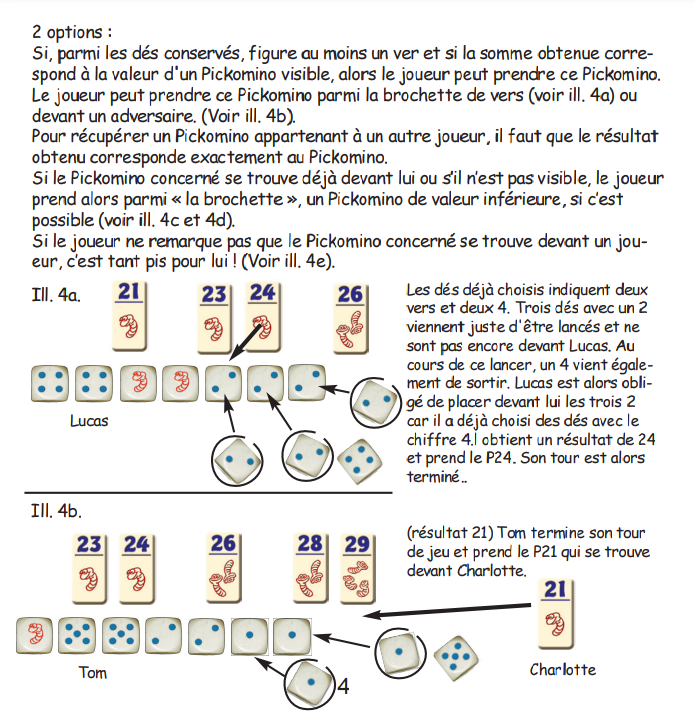 2 options :
Si, parmi les dés conservés, figure au moins un ver et si la somme obtenue corre-
spond à la valeur d'un Pickomino visible, alors le joueur peut prendre ce Pickomino.
Le joueur peut prendre ce Pickomino parmi la brochette de vers (voir ill. 4a) ou
devant un adversaire. (Voir ill. 4b).
Pour récupérer un Pickomino appartenant à un autre joueur, il faut que le résultat
obtenu corresponde exactement au Pickomino.
Si le Pickomino concerné se trouve déjà devant lui ou s'il n'est pas visible, le joueur
prend alors parmi « la brochette », un Pickomino de valeur inférieure, si c'est
possible (voir ill. 4c et 4d).
Si le joueur ne remarque pas que le Pickomino concerné se trouve devant un jou-
eur, c'est tant pis pour lui ! (Voir ill. 4e).
Ill. 4a.
21
23
24
26
Lucas
Les dés déjà choisis indiquent deux
vers et deux 4. Trois dés avec un 2
viennent juste d'être lancés et ne
sont pas encore devant Lucas. Au
cours de ce lancer, un 4 vient égale-
ment de sortir. Lucas est alors obli-
gé de placer devant lui les trois 2
car il a déjà choisi des dés avec le
chiffre 4.l obtient un résultat de 24
et prend le P24. Son tour est alors
terminé..
Ill. 4b.
23
24
26
28
29
Tom
4
(résultat 21) Tom termine son tour
de jeu et prend le P21 qui se trouve
devant Charlotte.
21
Charlotte